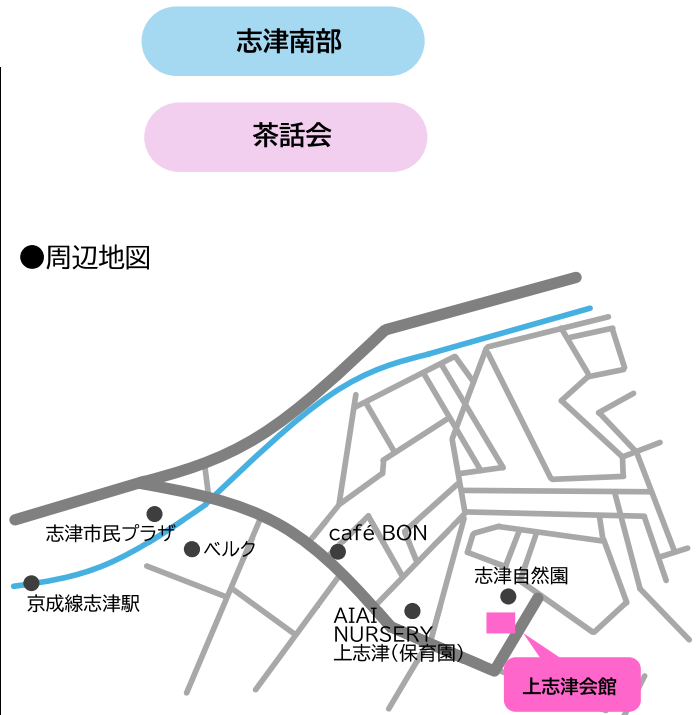 志津南部
茶話会
●周辺地図
志津市民プラザ
ベルク
café BON
京成線志津駅
志津自然園
AIAI
NURSERY
上志津(保育園)
上志津会館